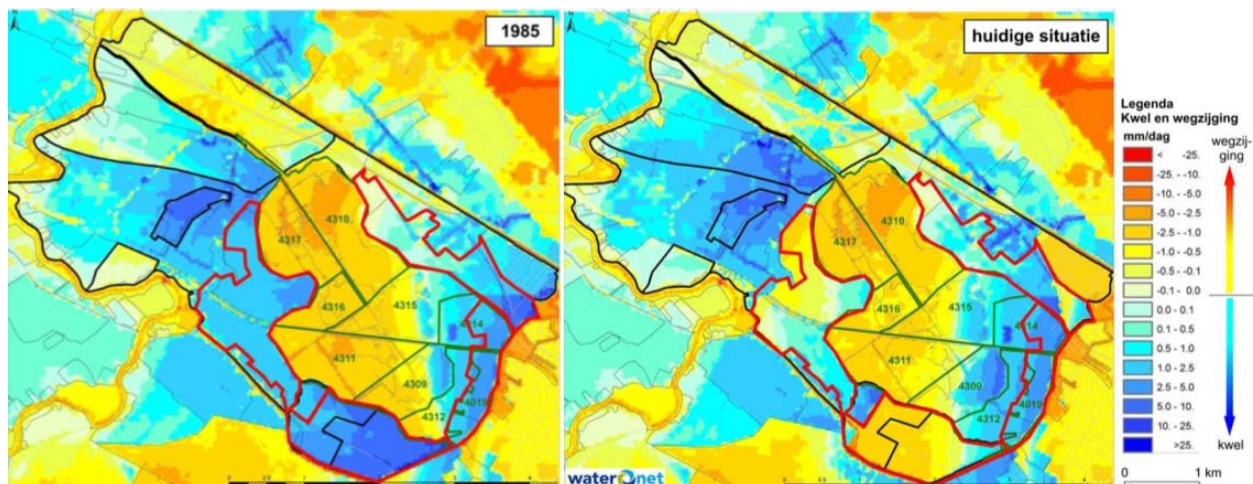 1985
huidige situatie
4310
4317
4316
4315
4314
4311
4309
4312
4019
4310
4317
4316
4315
4314
4311
4309
4312
4019
waternet
Legenda
Kwel en wegzijging
mm/dag
< -25.
-25. - -10.
-10. - -5.0
-5.0 - -2.5
-2.5 - -1.0
-1.0 - -0.5
-0.5 - -0.1
-0.1 - 0.0
0.0 - 0.1
0.1 - 0.5
0.5 - 1.0
1.0 - 2.5
2.5 - 5.0
5.0 - 10.
10. - 25.
>25.
wegzij-
ging
kwel
0 1 km